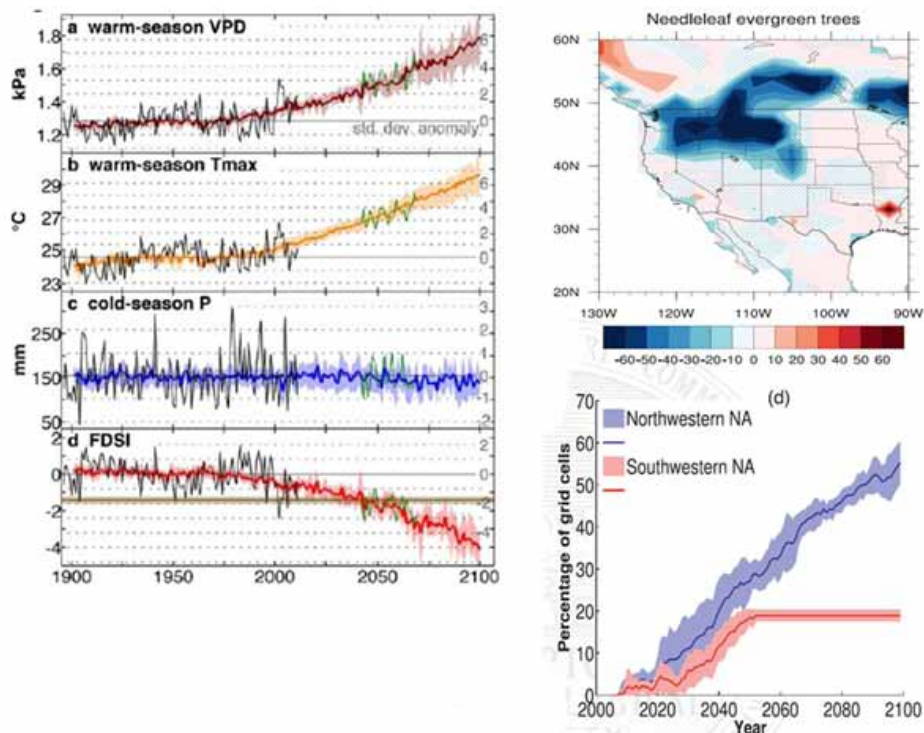 a warm-season VPD
1.8
1.6
1.4
1.2
kPa
6
4
2
0
std. dev. anomaly
b warm-season Tmax
29
27
25
23
°C
6
4
2
0
c cold-season P
250
150
50
mm
3
2
1
0
-1
-2
d FDSI
2
0
-2
-4
2
0
-2
-4
1900
1950
2000
2050
2100
Needleleaf evergreen trees
60N
50N
40N
30N
20N
130W
120W
110W
100W
90W
-60 -50 -40 -30 -20 -10 0 10 20 30 40 50 60
(d)
70
60
50
40
30
20
10
0
Percentage of grid cells
Northwestern NA
Southwestern NA
2000
2020
2040
2060
2080
2100
Year